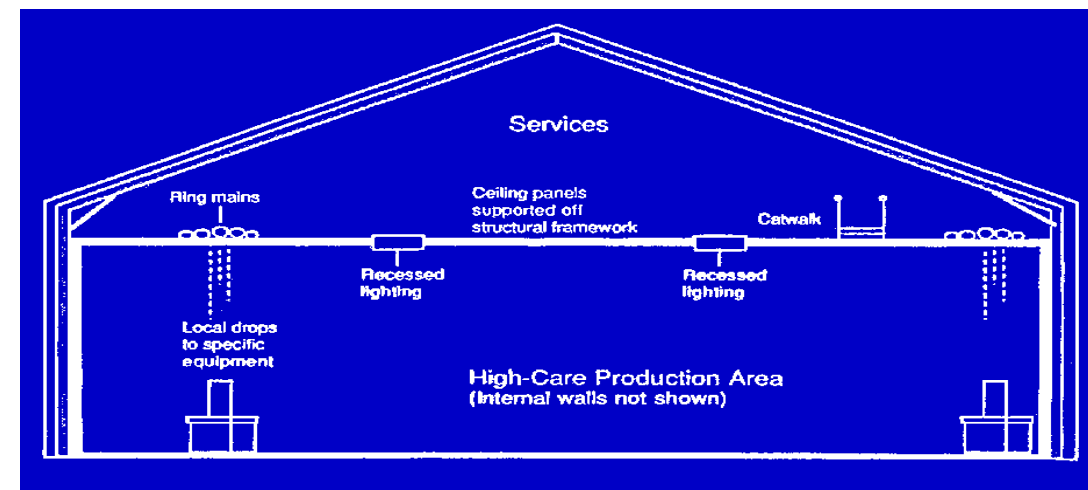 Services
Ring mains
Ceiling panels
supported off
structural framework
Catwalk
Recessed
lighting
Recessed
lighting
Local drops
to specific
equipment
High-Care Production Area
(Internal walls not shown)